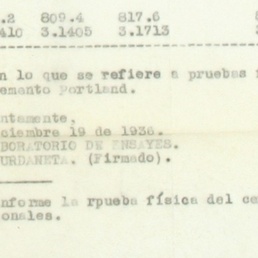 .2 809.4 817.6
410 3.1405 3.1713
n lo que se refiere a pruebas
emento Portland.
ntamente,
iciembre 19 de 1936.
BORATORIO DE ENSAYES.
URDANETA. (Firmado).
nforme la rpueba física del ce
onales.